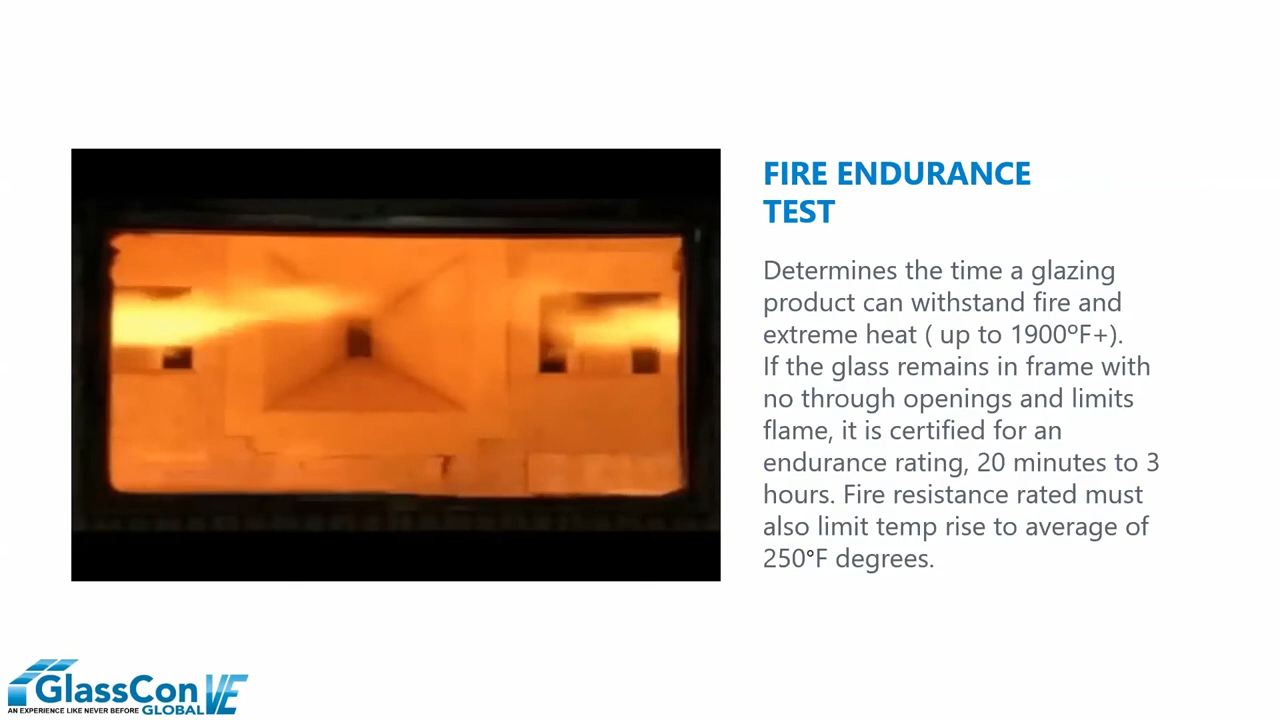 FIRE ENDURANCE
TEST
Determines the time a glazing
product can withstand fire and
extreme heat ( up to 1900ºF+).
If the glass remains in frame with
no through openings and limits
flame, it is certified for an
endurance rating, 20 minutes to 3
hours. Fire resistance rated must
also limit temp rise to average of
250°F degrees.
GlassCon VE
AN EXPERIENCE LIKE NEVER BEFORE GLOBAL